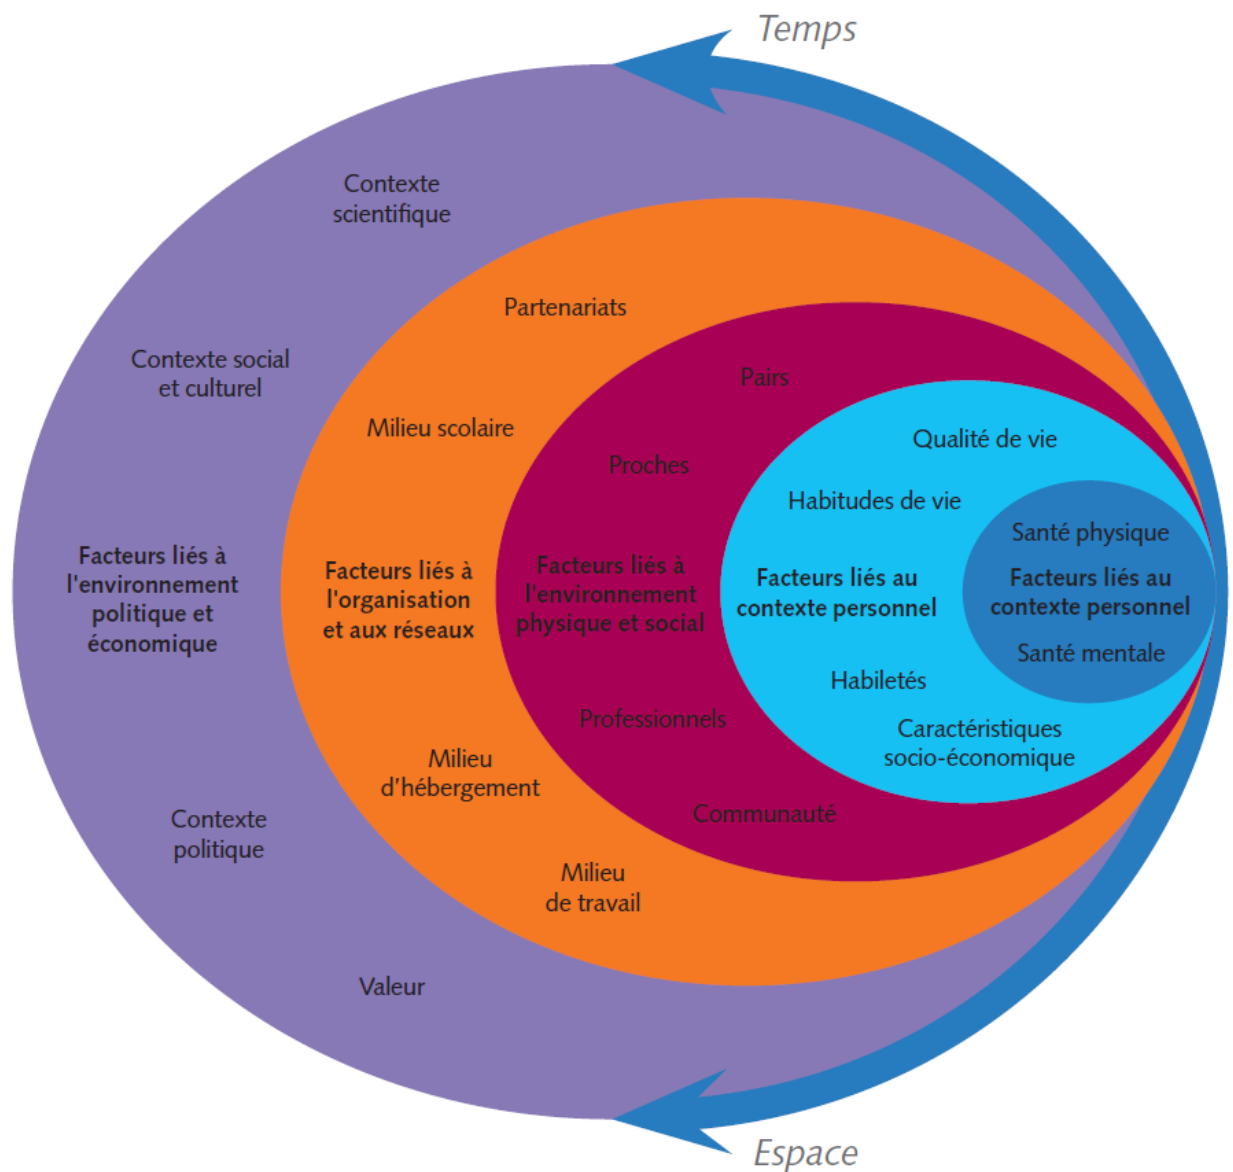 Temps
Contexte
scientifique
Contexte social
et culturel
Facteurs liés à
l'environnement
politique et
économique
Contexte
politique
Valeur
Partenariats
Milieu scolaire
Facteurs liés à
l'organisation
et aux réseaux
Milieu
d’hébergement
Milieu
de travail
Pairs
Proches
Facteurs liés à
l'environnement
physique et social
Professionnels
Communauté
Qualité de vie
Habitudes de vie
Facteurs liés au
contexte personnel
Habiletés
Caractéristiques
socio-économique
Santé physique
Facteurs liés au
contexte personnel
Santé mentale
Espace